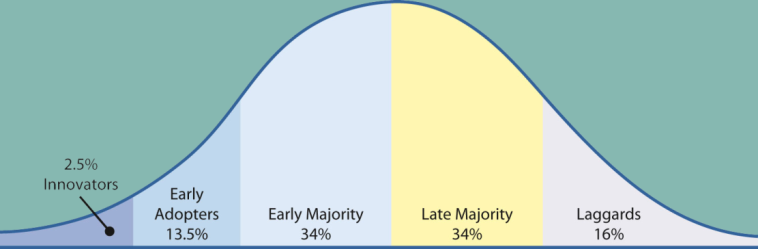 2.5%
Innovators
Early
Adopters
13.5%
Early Majority
34%
Late Majority
34%
Laggards
16%